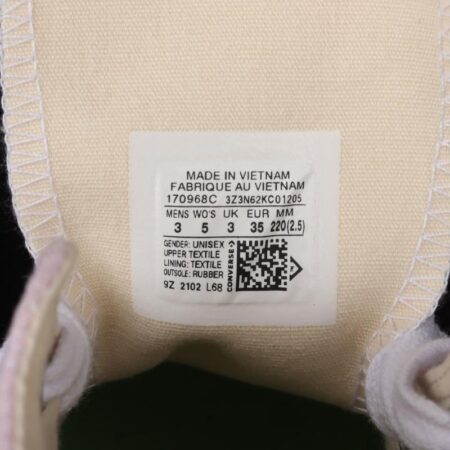 MADE IN VIETNAM
FABRIQUE AU VIETNAM
170968C 3Z3N62KC01205
MENS WO'S UK EUR MM
3 5 3 35 220(2.5)
GENDER: UNISEX
UPPER TEXTILE
LINING: TEXTILE
OUTSOLE: RUBBER
9Z 2102 L68
CONVERSE